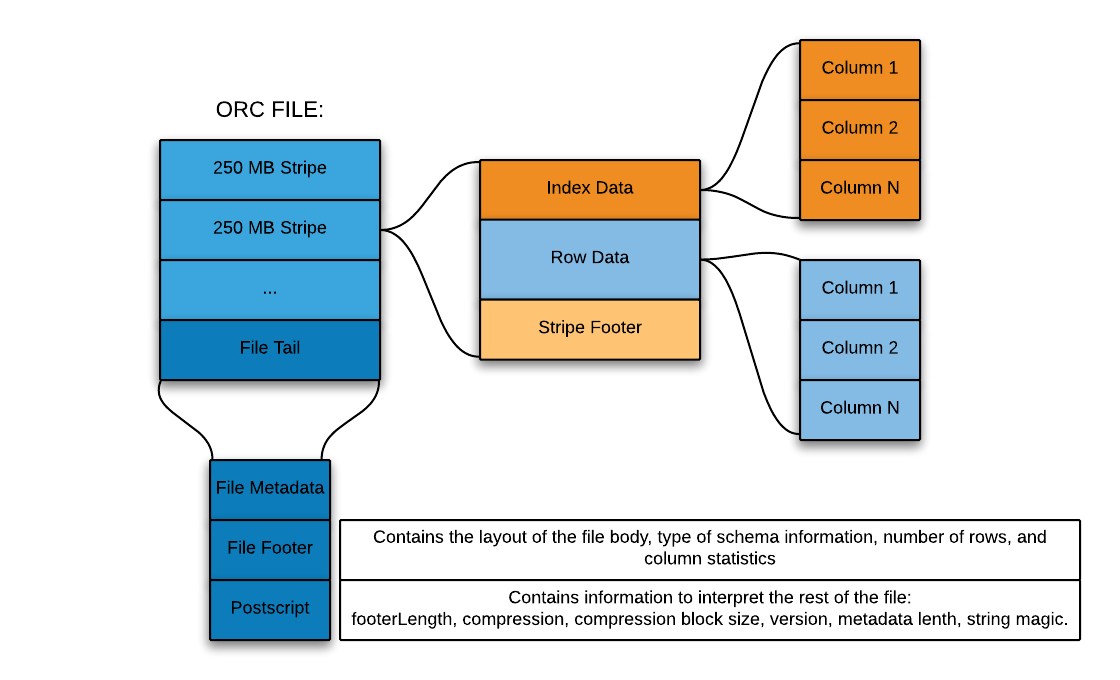 ORC FILE:
250 MB Stripe
250 MB Stripe
...
File Tail
Index Data
Row Data
Stripe Footer
Column 1
Column 2
Column N
Column 1
Column 2
Column N
File Metadata
File Footer
Postscript
Contains the layout of the file body, type of schema information, number of rows, and
column statistics
Contains information to interpret the rest of the file:
footerLength, compression, compression block size, version, metadata lenth, string magic.